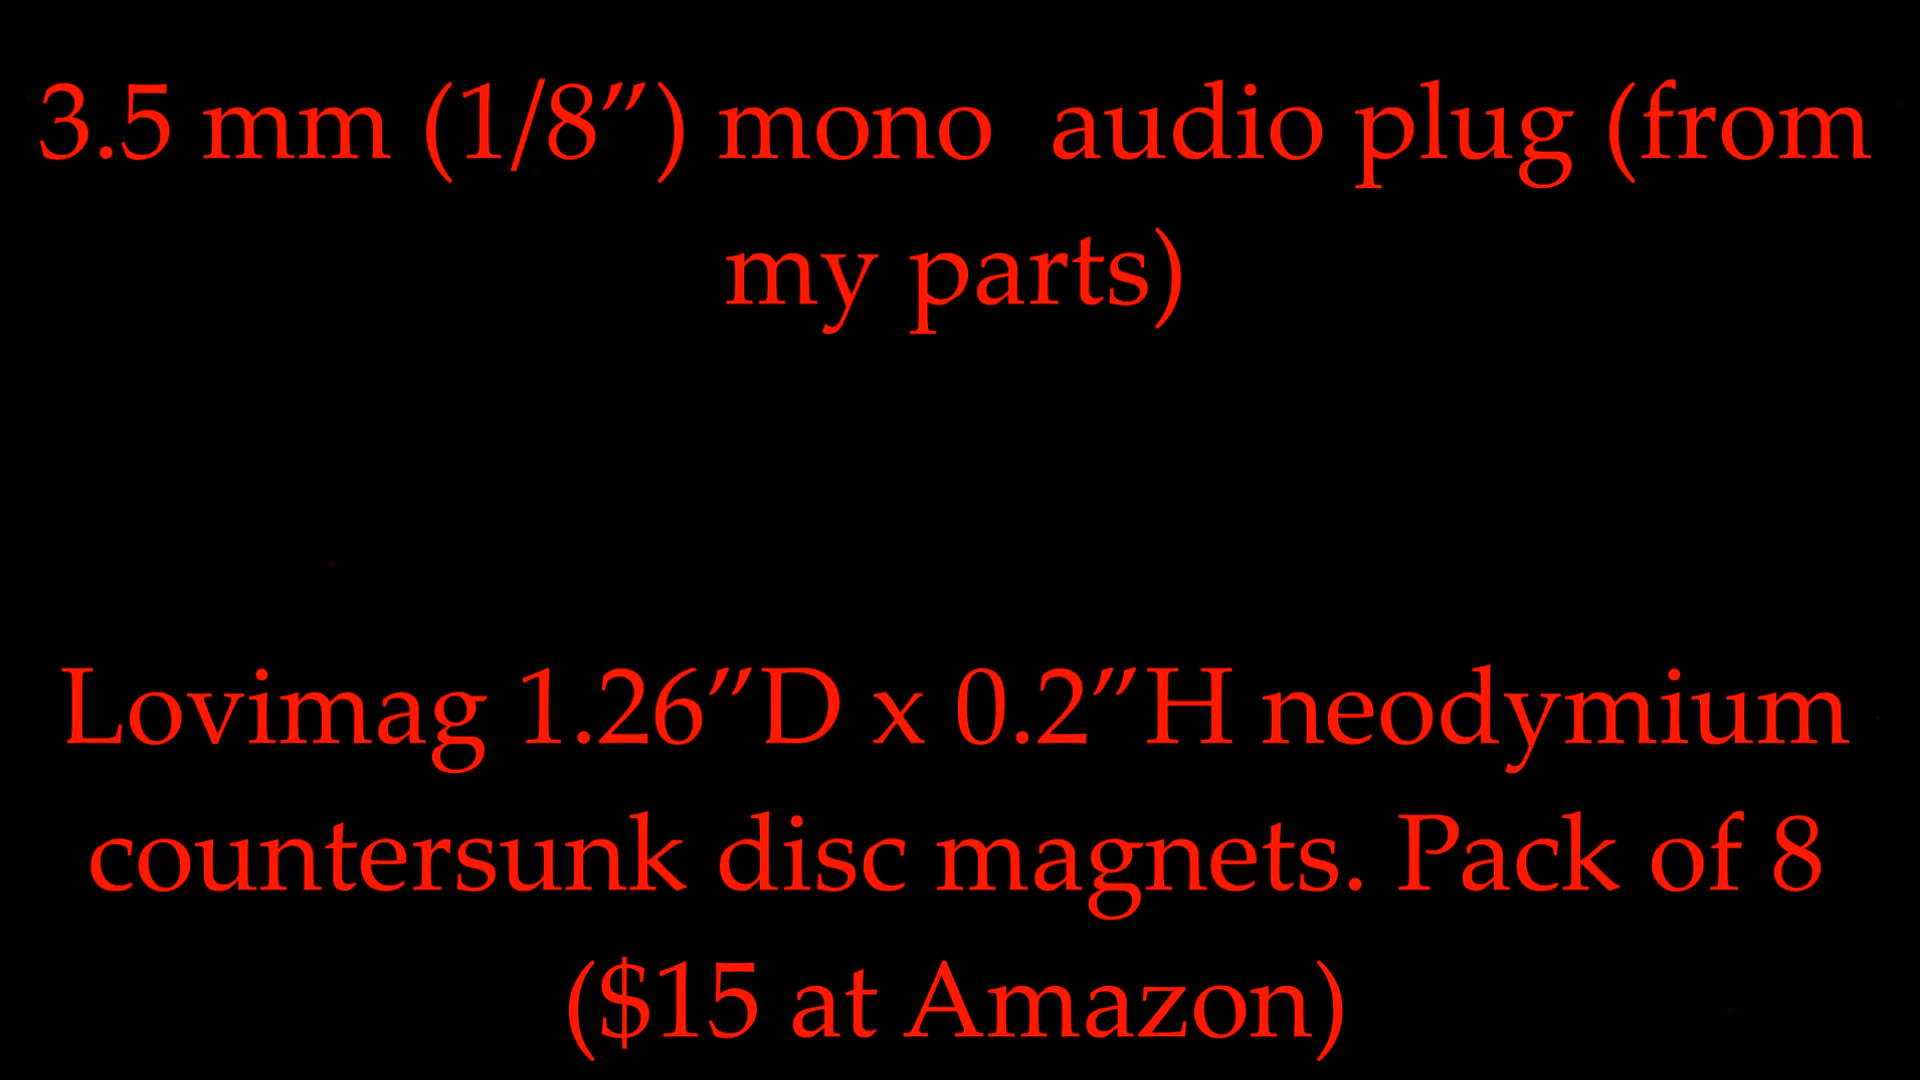 3.5 mm (1/8”) mono  audio plug (from
my parts)
Lovimag 1.26”D x 0.2”H neodymium
countersunk disc magnets. Pack of 8
($15 at Amazon)